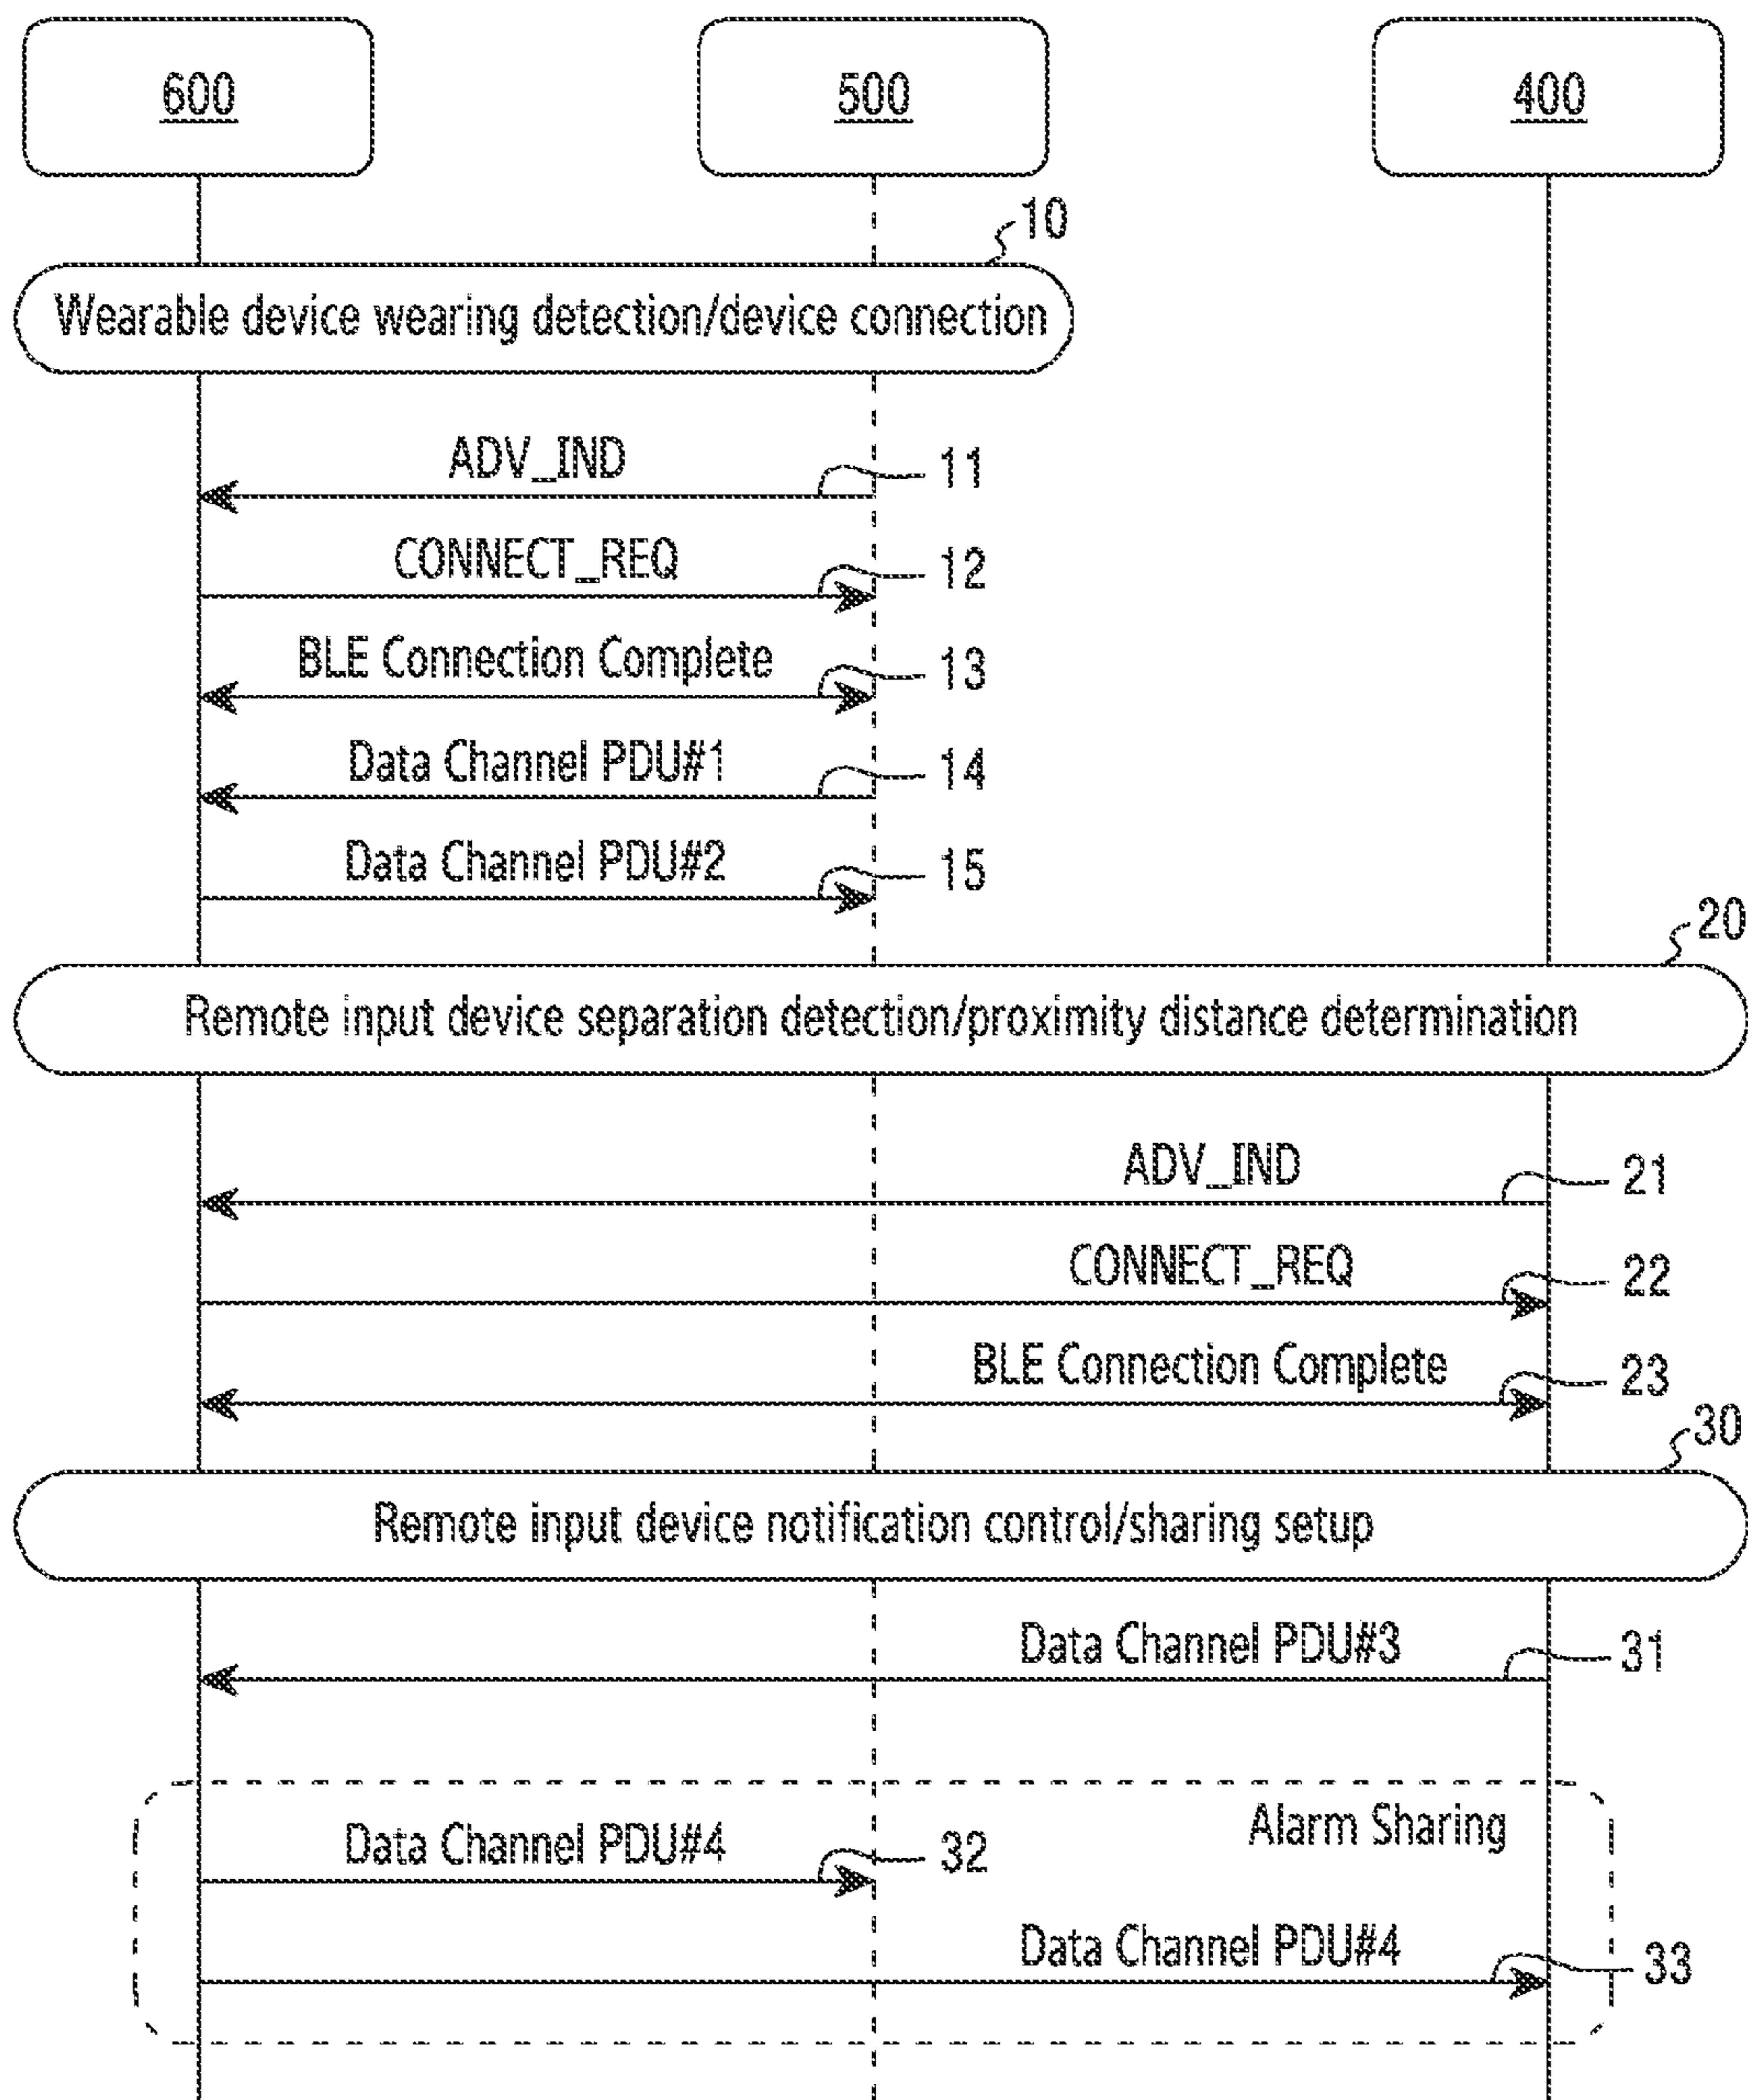 600
500
400
10
Wearable device wearing detection/device connection
ADV_IND
11
CONNECT_REQ
12
BLE Connection Complete
13
Data Channel PDU#1
14
Data Channel PDU#2
15
20
Remote input device separation detection/proximity distance determination
ADV_IND
21
CONNECT_REQ
22
BLE Connection Complete
23
30
Remote input device notification control/sharing setup
Data Channel PDU#3
31
Alarm Sharing
Data Channel PDU#4
32
Data Channel PDU#4
33